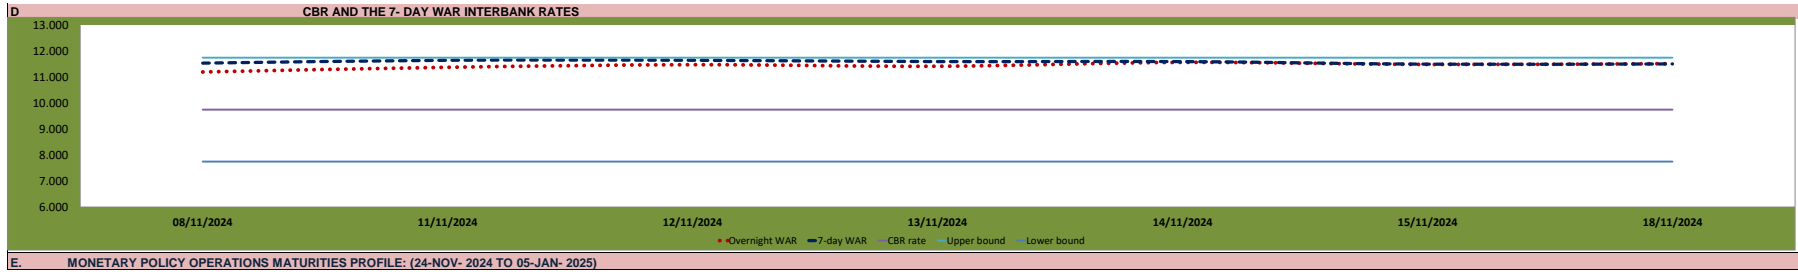 D CBR AND THE 7- DAY WAR INTERBANK RATES
13.000
12.000
11.000
10.000
9.000
8.000
7.000
6.000
08/11/2024 11/11/2024 12/11/2024 13/11/2024 14/11/2024 15/11/2024 18/11/2024
Overnight WAR 7-day WAR CBR rate Upper bound Lower bound
E. MONETARY POLICY OPERATIONS MATURITIES PROFILE: (24-NOV- 2024 TO 05-JAN- 2025)